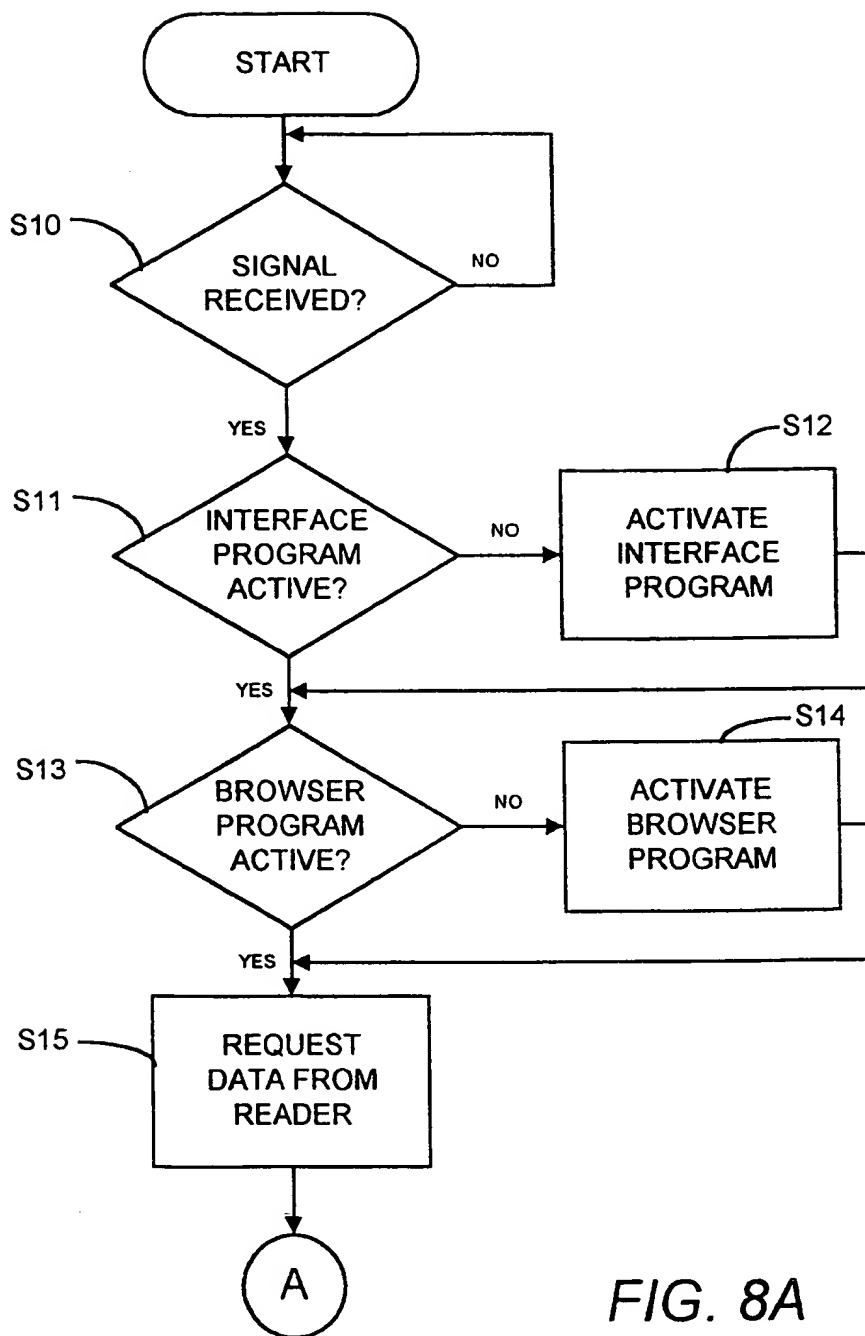 START
S10
SIGNAL
RECEIVED?
NO
YES
S11
INTERFACE
PROGRAM
ACTIVE?
NO
S12
ACTIVATE
INTERFACE
PROGRAM
YES
S13
BROWSER
PROGRAM
ACTIVE?
NO
S14
ACTIVATE
BROWSER
PROGRAM
YES
S15
REQUEST
DATA FROM
READER
A
FIG. 8A